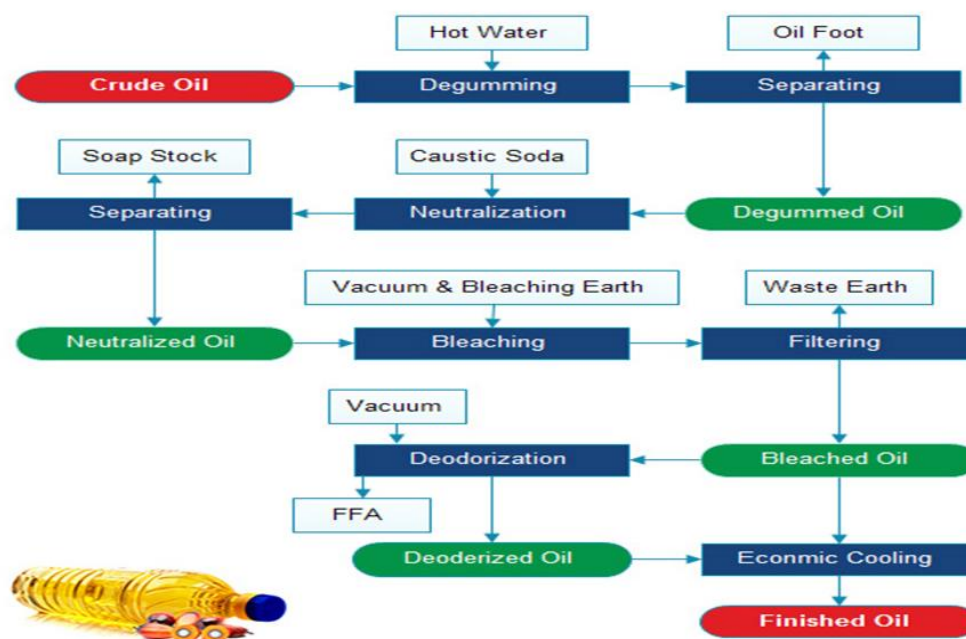 Hot Water
Oil Foot
Crude Oil
Degumming
Separating
Soap Stock
Caustic Soda
Separating
Neutralization
Degummed Oil
Vacuum & Bleaching Earth
Waste Earth
Neutralized Oil
Bleaching
Filtering
Vacuum
Deodorization
Bleached Oil
FFA
Deoderized Oil
Econmic Cooling
Finished Oil